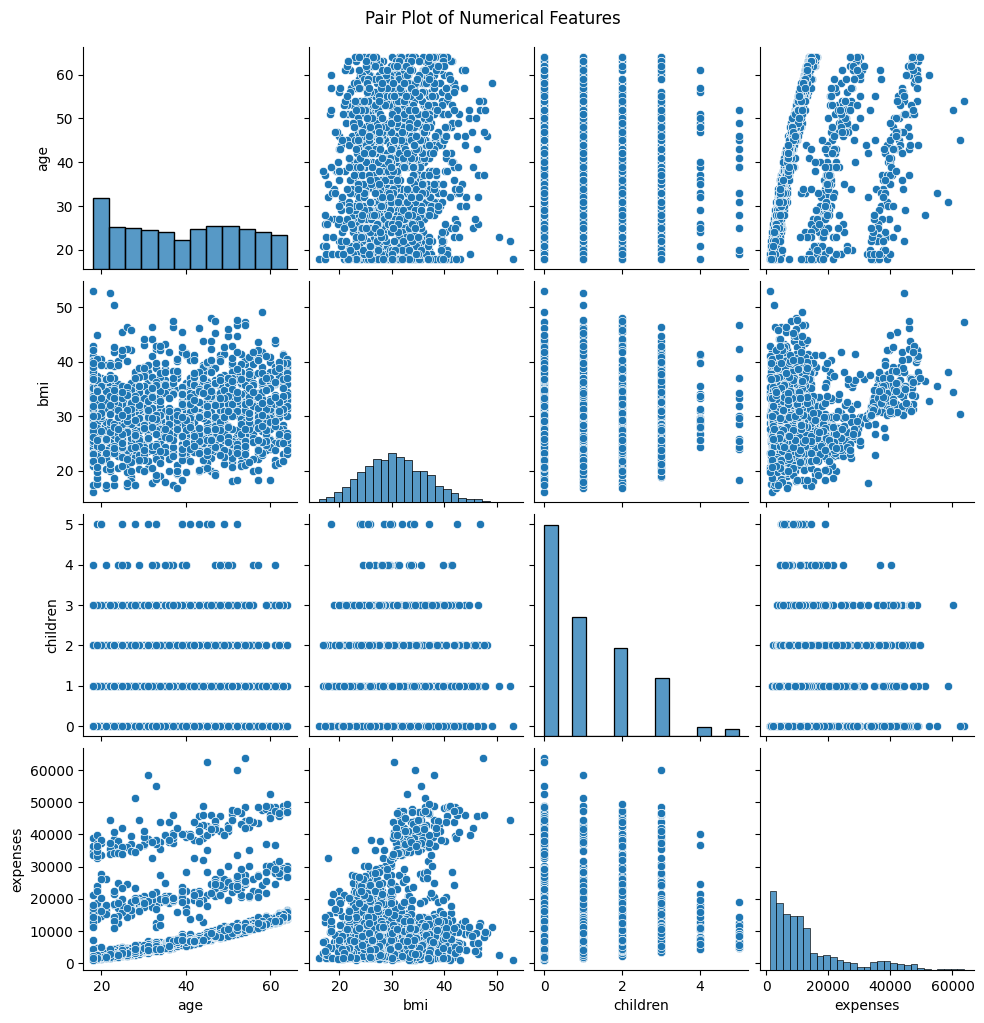 Pair Plot of Numerical Features
60
50
40
30
20
age
50
40
30
20
bmi
5
4
3
2
1
0
children
60000
50000
40000
30000
20000
10000
0
expenses
20 40 60
20 30 40 50
0 2 4
0 20000 40000 60000
age bmi children expenses